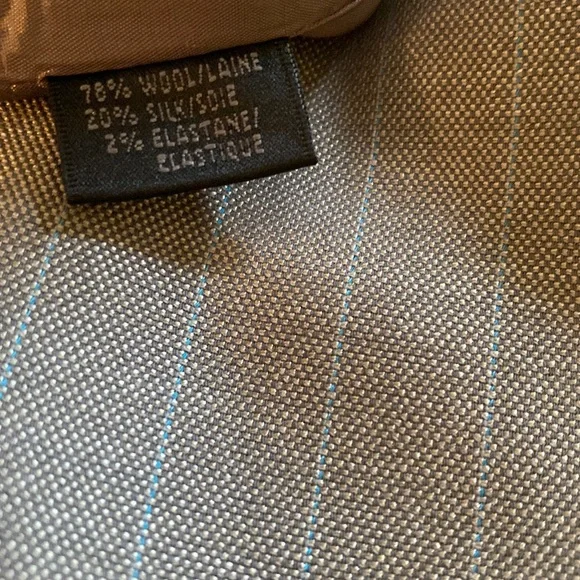 78% WOOL/LAINE
20% SILK/SOIE
2% ELASTANE/
ELASTIQUE